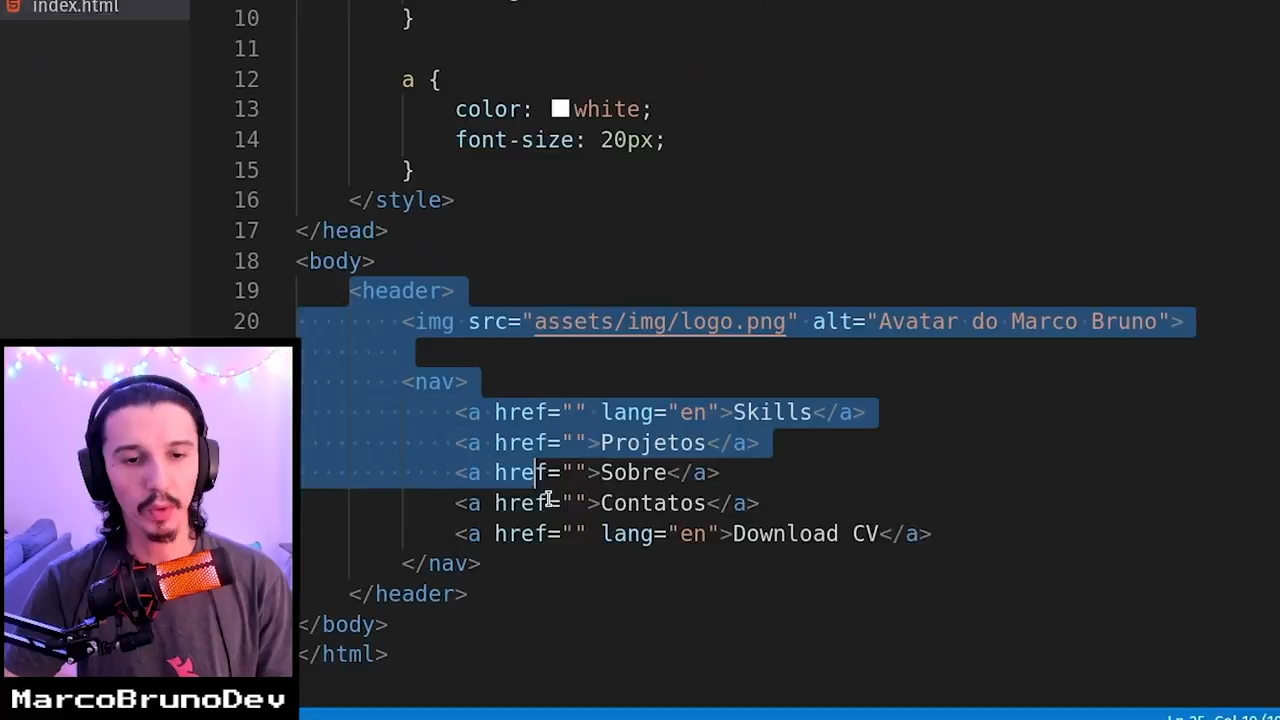 index.html
10 }
11
12 a {
13 color: white;
14 font-size: 20px;
15 }
16 </style>
17 </head>
18 <body>
19 <header>
20 <img src="assets/img/logo.png" alt="Avatar do Marco Bruno">
<nav>
<a href="" lang="en">Skills</a>
<a href="">Projetos</a>
<a href="">Sobre</a>
<a href="">Contatos</a>
<a href="" lang="en">Download CV</a>
</nav>
</header>
</body>
</html>
MarcoBrunoDev